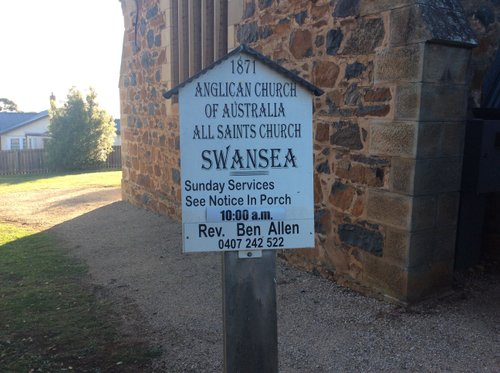 1871
ANGLICAN CHURCH
OF AUSTRALIA
ALL SAINTS CHURCH
SWANSEA
Sunday Services
See Notice In Porch
10:00 a.m.
Rev. Ben Allen
0407 242 522